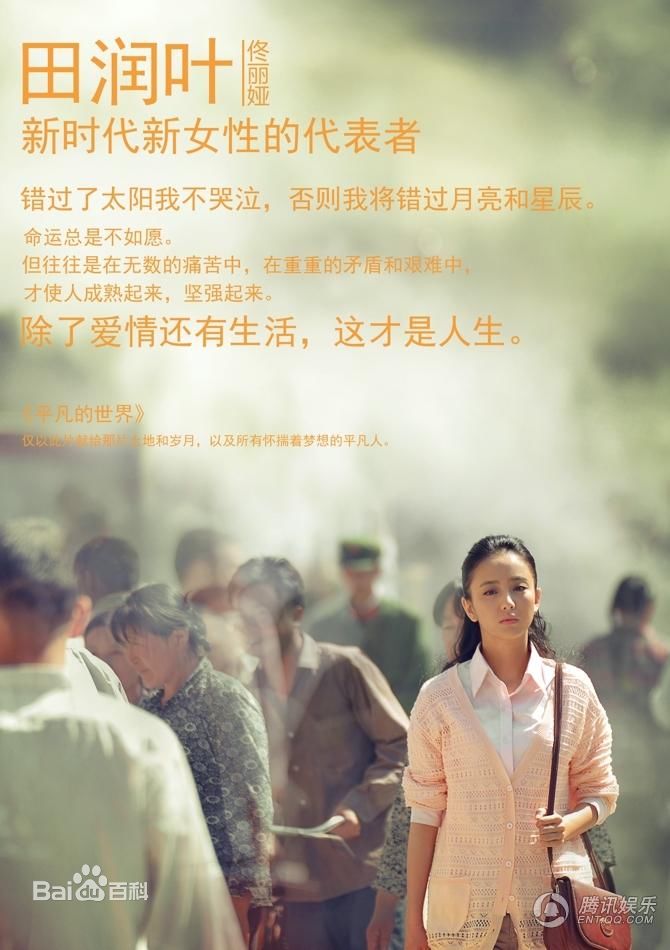 田润叶
佟丽娅
新时代新女性的代表者
错过了太阳我不哭泣，否则我将错过月亮和星辰。
命运总是不如愿。
但往往是在无数的痛苦中，在重重的矛盾和艰难中，
才使人成熟起来，坚强起来。
除了爱情还有生活，这才是人生。
《平凡的世界》
仅以此片献给那片土地和岁月，以及所有怀揣着梦想的平凡人。
Bai百科
腾讯娱乐
ENT.QQ.COM